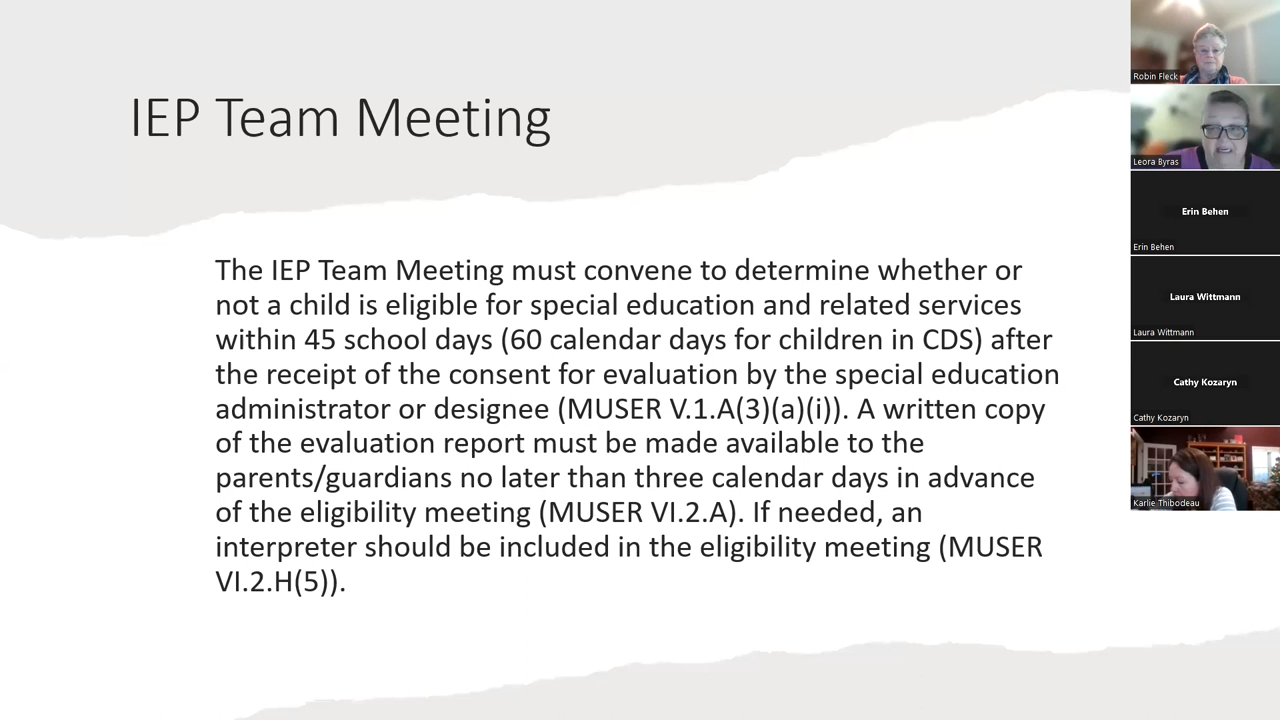 IEP Team Meeting
The IEP Team Meeting must convene to determine whether or
not a child is eligible for special education and related services
within 45 school days (60 calendar days for children in CDS) after
the receipt of the consent for evaluation by the special education
administrator or designee (MUSER V.1.A(3)(a)(i)). A written copy
of the evaluation report must be made available to the
parents/guardians no later than three calendar days in advance
of the eligibility meeting (MUSER VI.2.A). If needed, an
interpreter should be included in the eligibility meeting (MUSER
VI.2.H(5)).
Robin Fleck
Leora Byras
Erin Behen
Erin Behen
Laura Wittmann
Laura Wittmann
Cathy Kozaryn
Cathy Kozaryn
Karlie Thibodeau